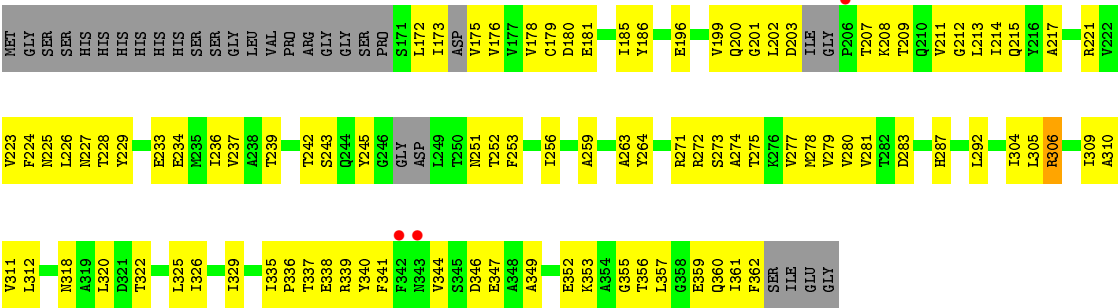 MET GLY SER SER HIS HIS HIS HIS HIS HIS SER SER GLY LEU VAL PRO ARG GLY GLY SER PRO S171 L172 I173 ASP V175 V176 V177 V178 C179 D180 E181 I185 Y186 E196 V199 Q200 G201 L202 D203 ILE GLY P206 T207 K208 T209 Q210 V211 G212 L213 I214 Q215 Y216 A217 R221 V222
V223 F224 N225 L226 N227 T228 Y229 E233 E234 M235 I236 V237 A238 T239 T242 S243 Q244 Y245 G246 GLY ASP L249 T250 N251 T252 F253 I256 A259 A263 Y264 R271 R272 S273 A274 T275 K276 V277 M278 V279 V280 V281 T282 D283 H287 L292 I304 L305 R306 I309 A310
V311 L312 N318 A319 L320 D321 T322 L325 I326 I329 I335 P336 T337 E338 R339 Y340 F341 F342 N343 V344 S345 D346 E347 A348 A349 E352 K353 A354 G355 T356 L357 G358 E359 Q360 I361 F362 SER ILE GLU GLY